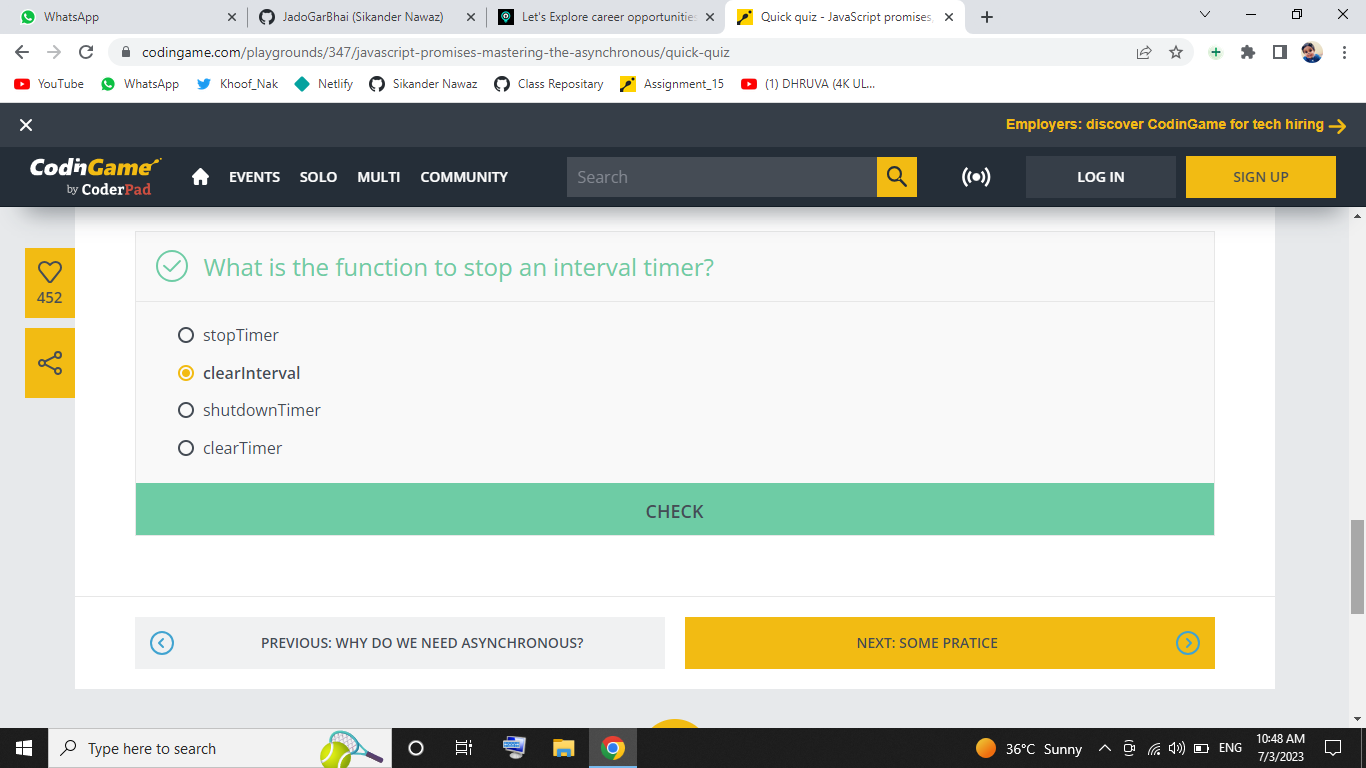 WhatsApp
JadoGarBhai (Sikander Nawaz)
Let's Explore career opportunities
Quick quiz - JavaScript promises,
codingame.com/playgrounds/347/javascript-promises-mastering-the-asynchronous/quick-quiz
YouTube
WhatsApp
Khoof_Nak
Netlify
Sikander Nawaz
Class Repositary
Assignment_15
(1) DHRUVA (4K UL...
Employers: discover CodinGame for tech hiring
CodinGame
by CoderPad
EVENTS
SOLO
MULTI
COMMUNITY
Search
LOG IN
SIGN UP
452
What is the function to stop an interval timer?
stopTimer
clearInterval
shutdownTimer
clearTimer
CHECK
PREVIOUS: WHY DO WE NEED ASYNCHRONOUS?
NEXT: SOME PRATICE
Type here to search
36°C Sunny
ENG
10:48 AM
7/3/2023